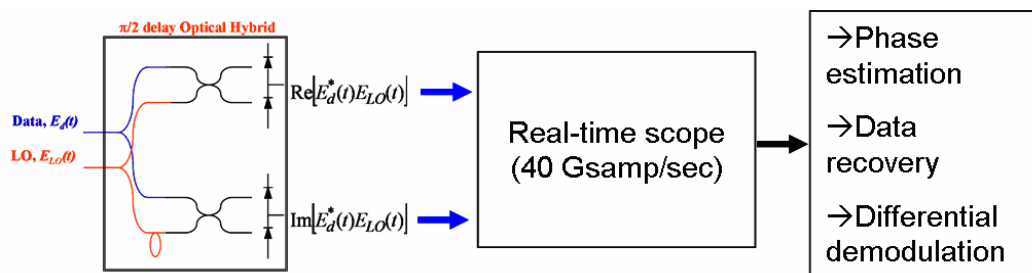 π/2 delay Optical Hybrid
Data, E_d(t)
LO, E_LO(t)
Re[E_d^*(t)E_LO(t)]
Im[E_d^*(t)E_LO(t)]
Real-time scope
(40 Gsamp/sec)
→Phase
estimation
→Data
recovery
→Differential
demodulation